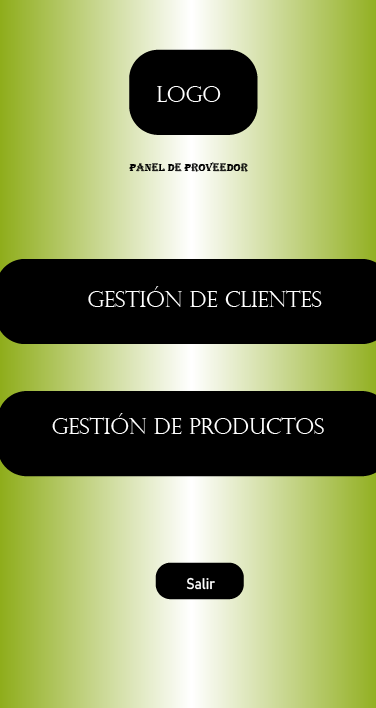 LOGO
PANEL DE PROVEEDOR
GESTIÓN DE CLIENTES
GESTIÓN DE PRODUCTOS
Salir